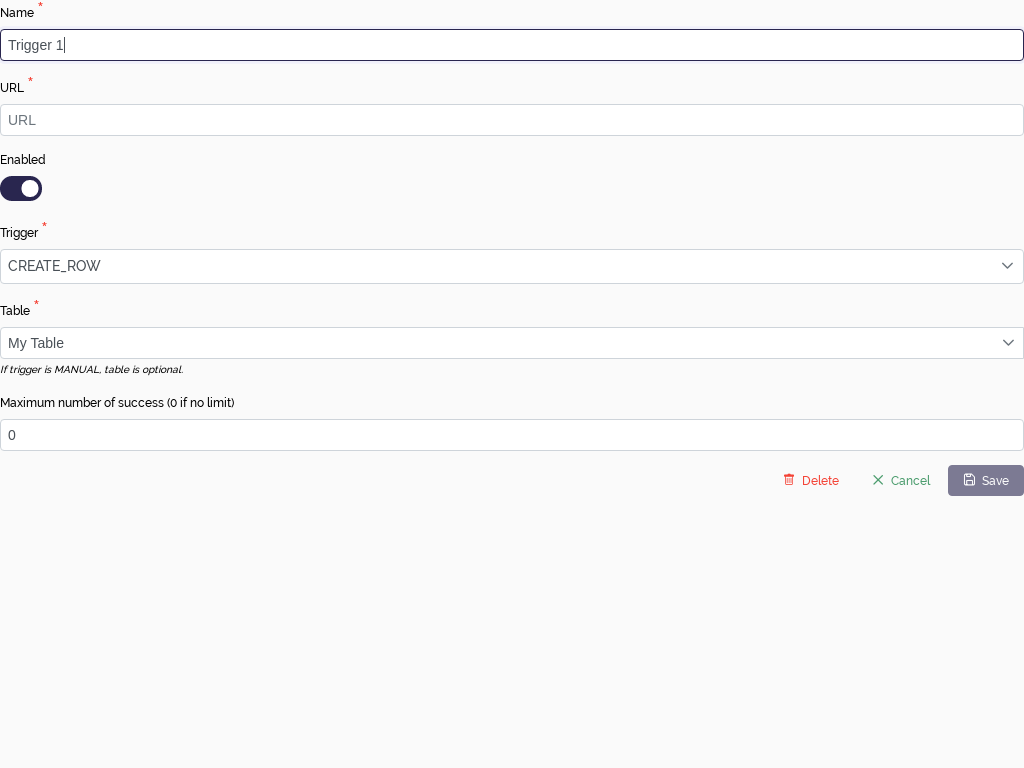 Name *
Trigger 1
URL *
URL
Enabled
Trigger *
CREATE_ROW
Table *
My Table
If trigger is MANUAL, table is optional.
Maximum number of success (0 if no limit)
0
Delete Cancel Save